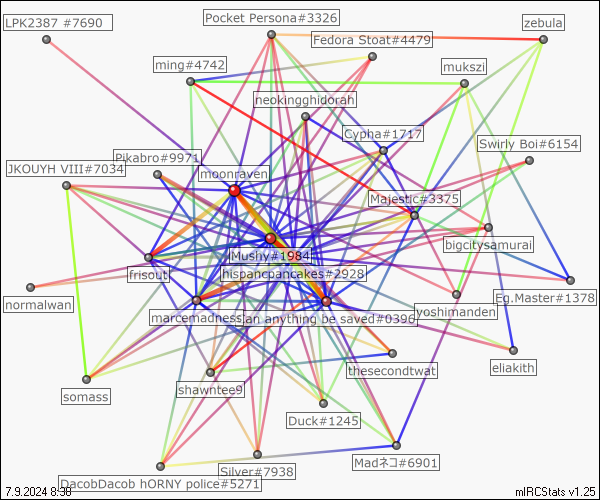 LPK2387 #7690
Pocket Persona#3326
zebula
Fedora Stoat#4479
ming#4742
mukszi
neokingghidorah
Cypha#1717
Swirly Boi#6154
Pikabro#9971
JKOUYH VIII#7034
moonraven
Majestic#3375
bigcitysamurai
Mushy#1984
frisout
hispancpancakes#2928
normalwan
Eg.Master#1378
yoshimanden
marcemadness
an anything be saved#0396
eliakith
thesecondtwat
somass
shawntee9
Duck#1245
Madネコ#6901
Silver#7938
DacobDacob hORNY police#5271
7.9.2024 8:38
mIRCStats v1.25